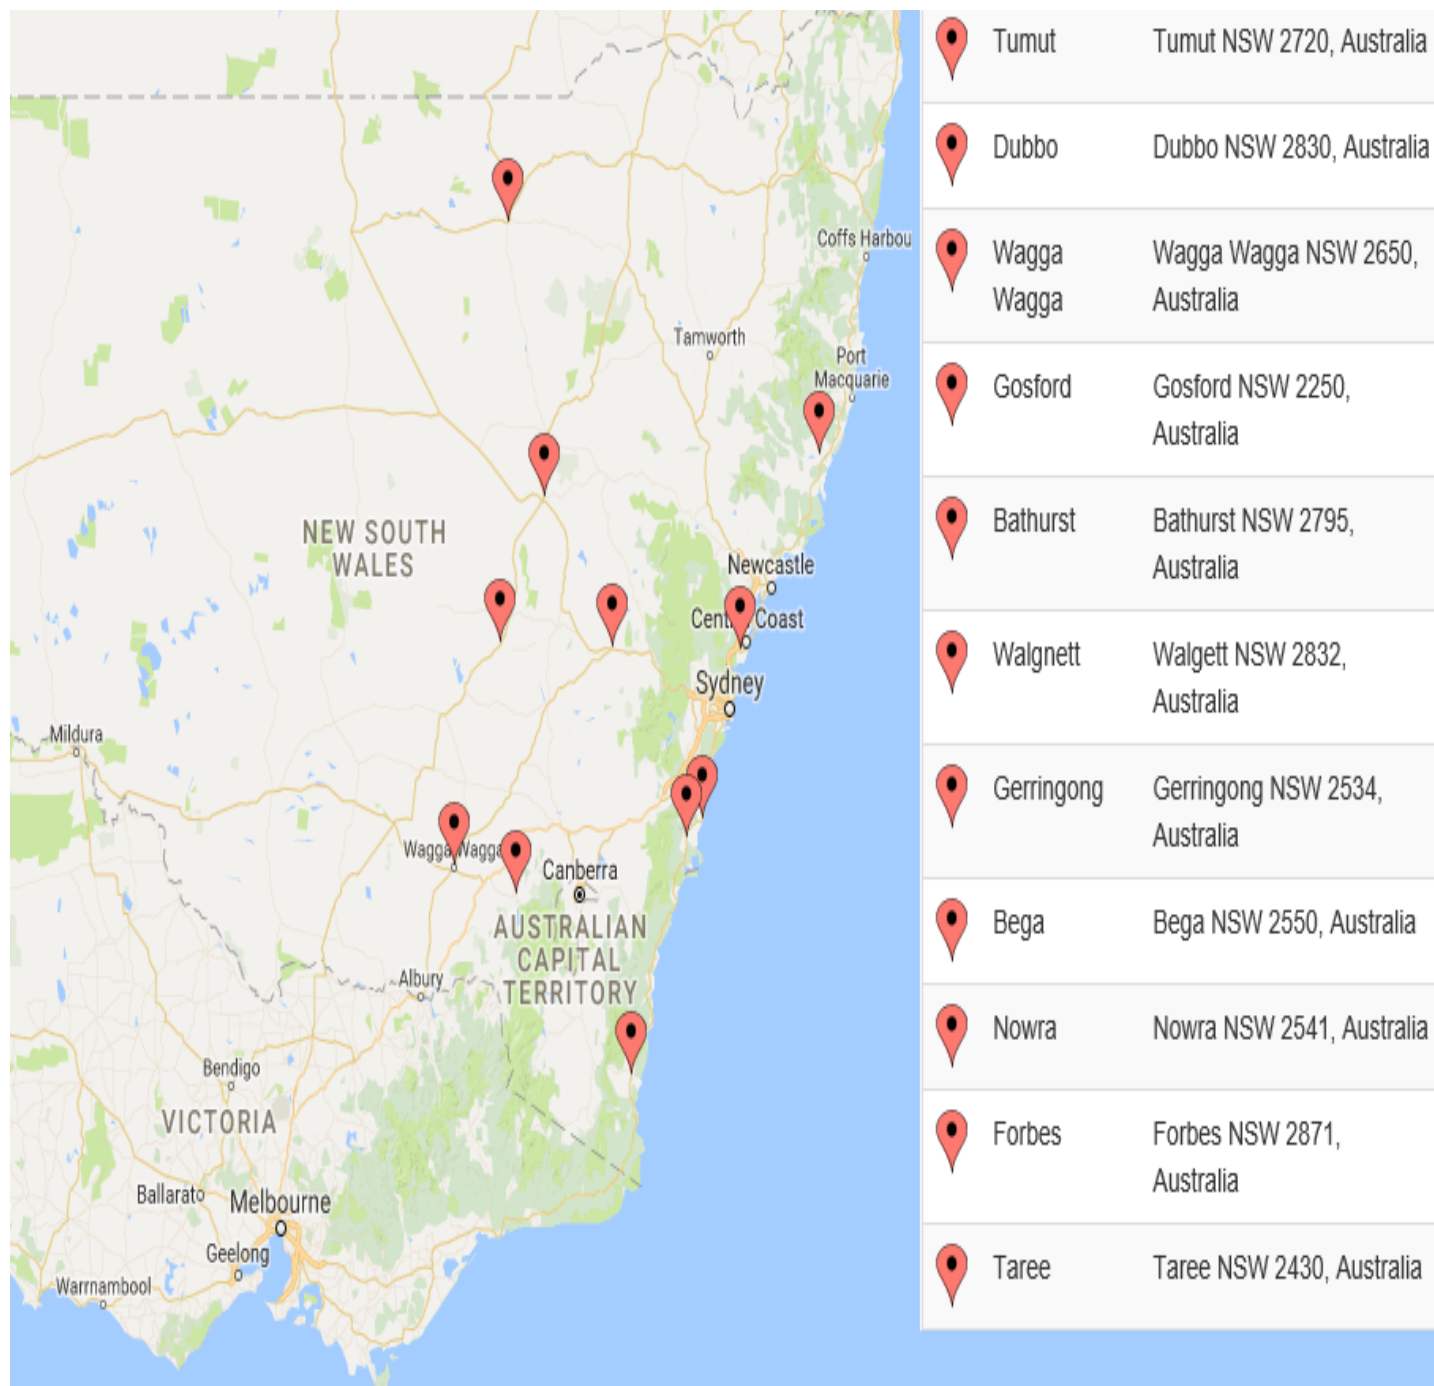 Coffs Harbou
Tamworth
Port
Macquarie
NEW SOUTH
WALES
Newcastle
Central Coast
Sydney
Mildura
Wagga Wagga
Canberra
AUSTRALIAN
CAPITAL
TERRITORY
Albury
Bendigo
VICTORIA
Ballarat
Melbourne
Geelong
Warrnambool
Tumut Tumut NSW 2720, Australia
Dubbo Dubbo NSW 2830, Australia
Wagga Wagga Wagga NSW 2650,
Wagga Australia
Gosford Gosford NSW 2250,
Australia
Bathurst Bathurst NSW 2795,
Australia
Walgnett Walgett NSW 2832,
Australia
Gerringong Gerringong NSW 2534,
Australia
Bega Bega NSW 2550, Australia
Nowra Nowra NSW 2541, Australia
Forbes Forbes NSW 2871,
Australia
Taree Taree NSW 2430, Australia